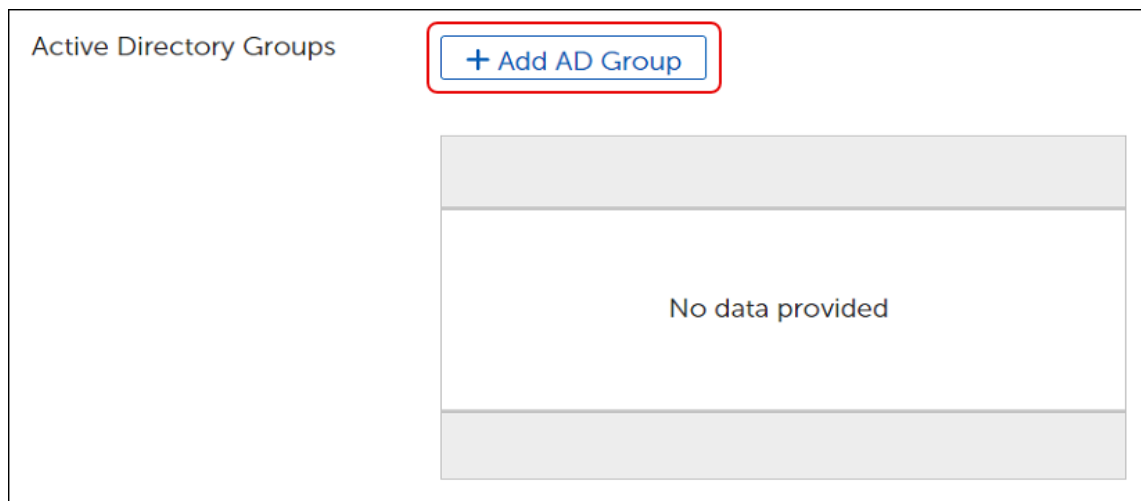 Active Directory Groups
+ Add AD Group
No data provided